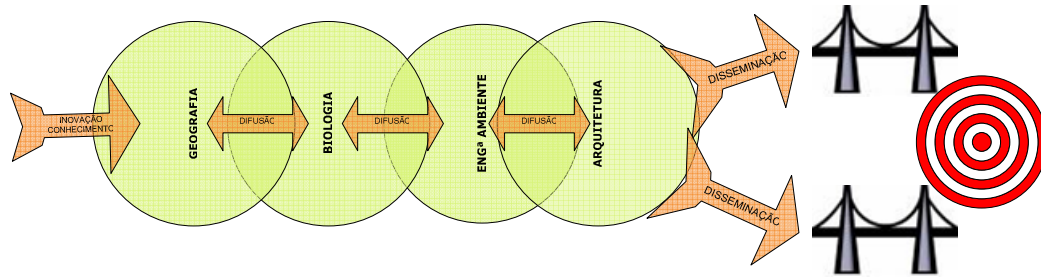 INOVAÇÃO
CONHECIMENTO
GEOGRAFIA
DIFUSÃO
BIOLOGIA
DIFUSÃO
ENGª AMBIENTE
DIFUSÃO
ARQUITETURA
DISSEMINAÇÃO
DISSEMINAÇÃO